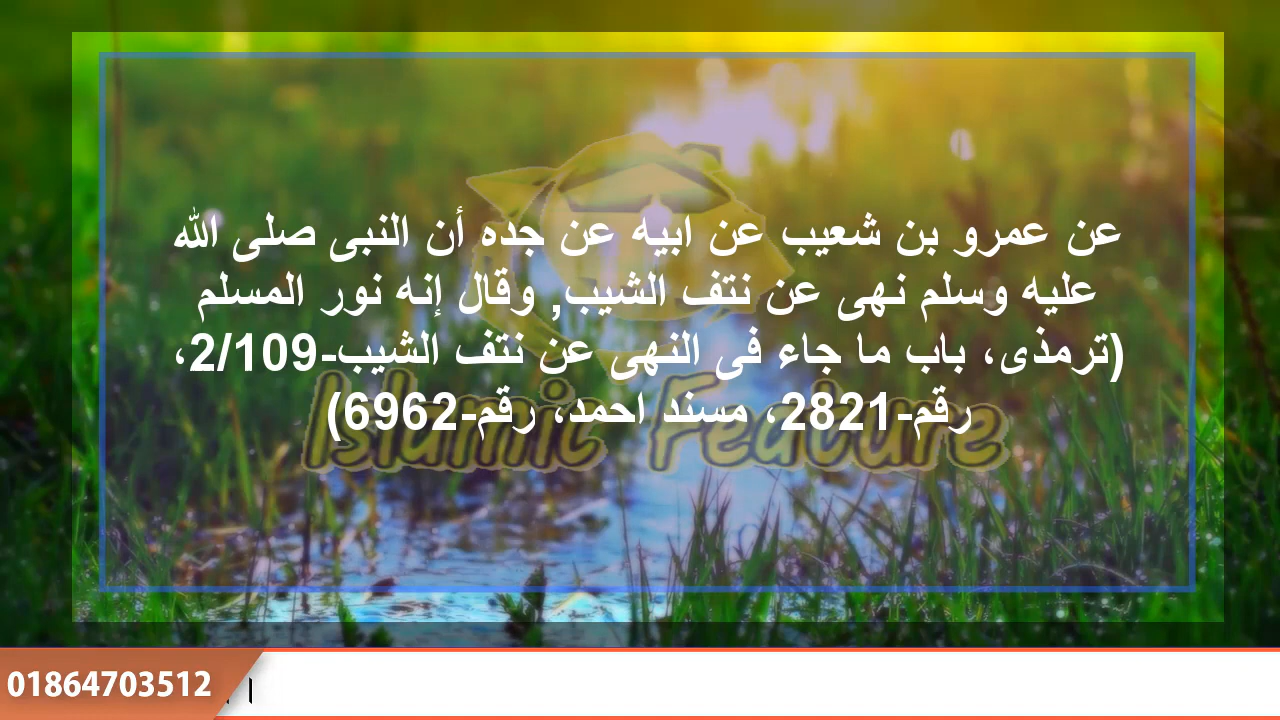 عن عمرو بن شعيب عن ابيه عن جده أن النبى صلى الله
عليه وسلم نهى عن نتف الشيب, وقال إنه نور المسلم
(ترمذى، باب ما جاء فى النهى عن نتف الشيب-2/109،
رقم-2821، مسند احمد، رقم-6962)
Islamic Feature
01864703512